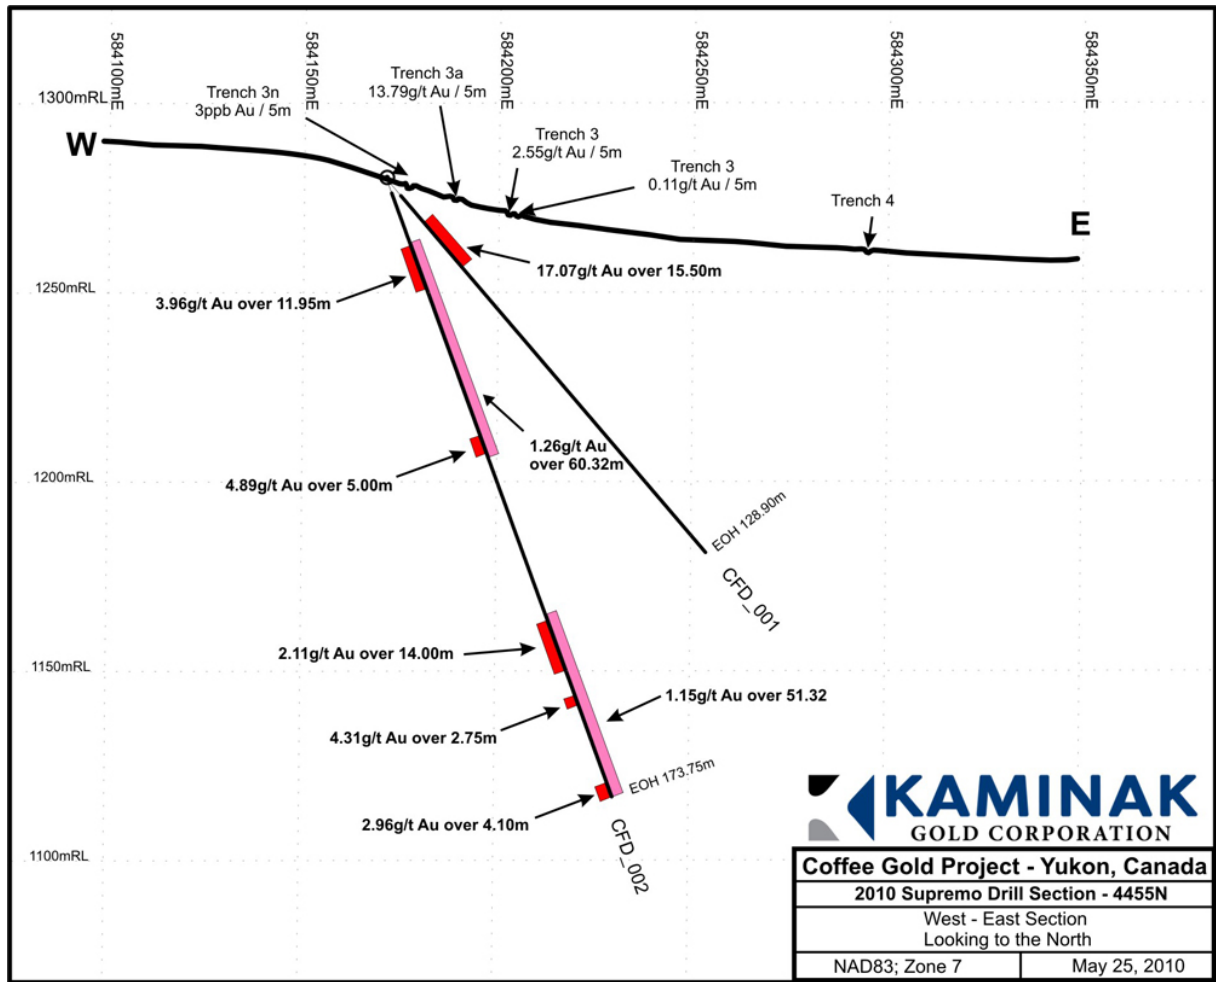 584100mE
584150mE
584200mE
584250mE
584300mE
584350mE
1300mRL
Trench 3n
3ppb Au / 5m
Trench 3a
13.79g/t Au / 5m
Trench 3
2.55g/t Au / 5m
Trench 3
0.11g/t Au / 5m
Trench 4
W
E
17.07g/t Au over 15.50m
1250mRL
3.96g/t Au over 11.95m
1.26g/t Au
over 60.32m
1200mRL
4.89g/t Au over 5.00m
EOH 128.90m
CFD_001
2.11g/t Au over 14.00m
1150mRL
1.15g/t Au over 51.32
4.31g/t Au over 2.75m
EOH 173.75m
2.96g/t Au over 4.10m
CFD_002
1100mRL
KAMINAK
GOLD CORPORATION
Coffee Gold Project - Yukon, Canada
2010 Supremo Drill Section - 4455N
West - East Section
Looking to the North
NAD83; Zone 7
May 25, 2010